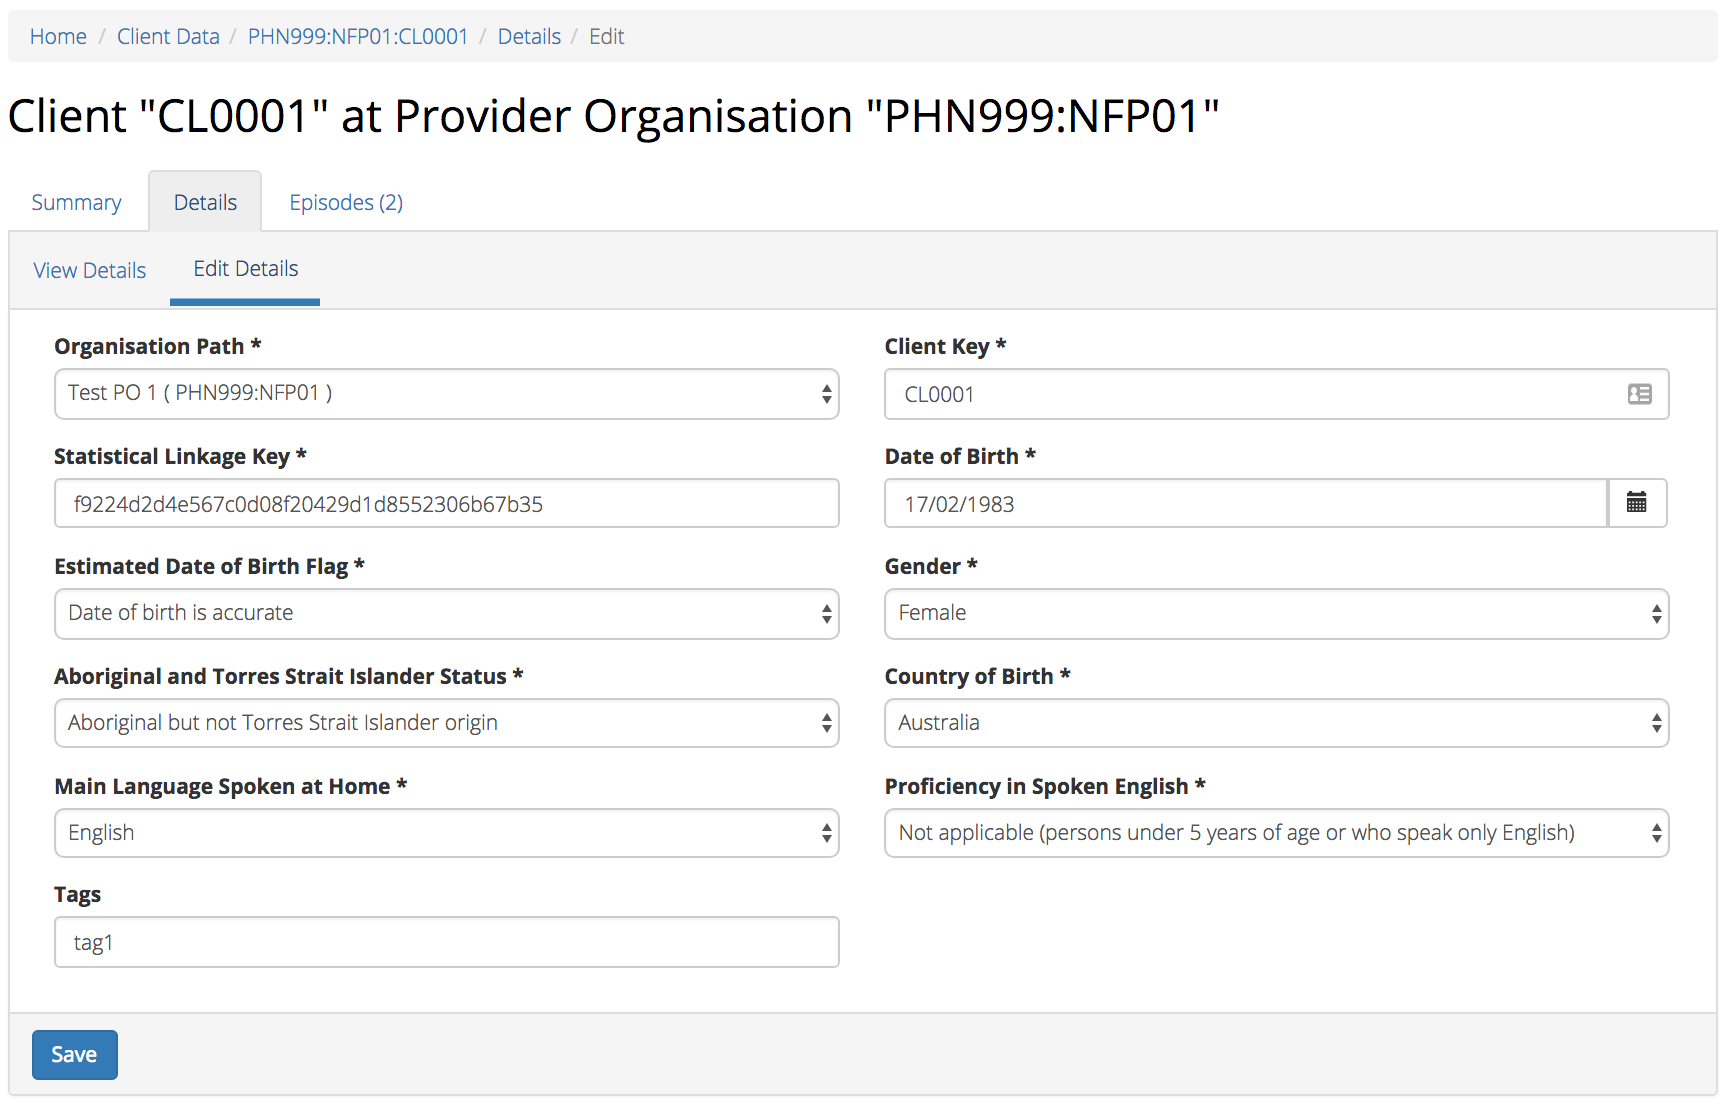 Home / Client Data / PHN999:NFP01:CL0001 / Details / Edit
Client "CL0001" at Provider Organisation "PHN999:NFP01"
Summary Details Episodes (2)
View Details Edit Details
Organisation Path * Client Key *
Test PO 1 ( PHN999:NFP01 ) CL0001
Statistical Linkage Key * Date of Birth *
f9224d2d4e567c0d08f20429d1d8552306b67b35 17/02/1983
Estimated Date of Birth Flag * Gender *
Date of birth is accurate Female
Aboriginal and Torres Strait Islander Status * Country of Birth *
Aboriginal but not Torres Strait Islander origin Australia
Main Language Spoken at Home * Proficiency in Spoken English *
English Not applicable (persons under 5 years of age or who speak only English)
Tags
tag1
Save